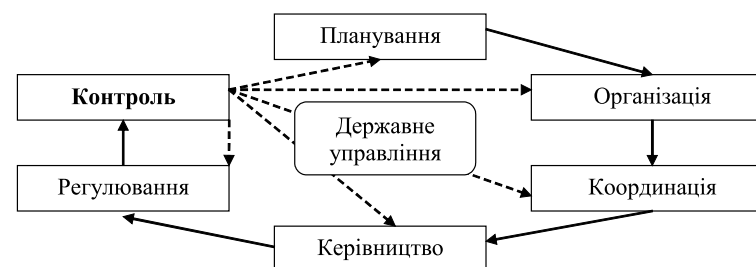 Планування
Контроль
Організація
Державне
управління
Регулювання
Координація
Керівництво